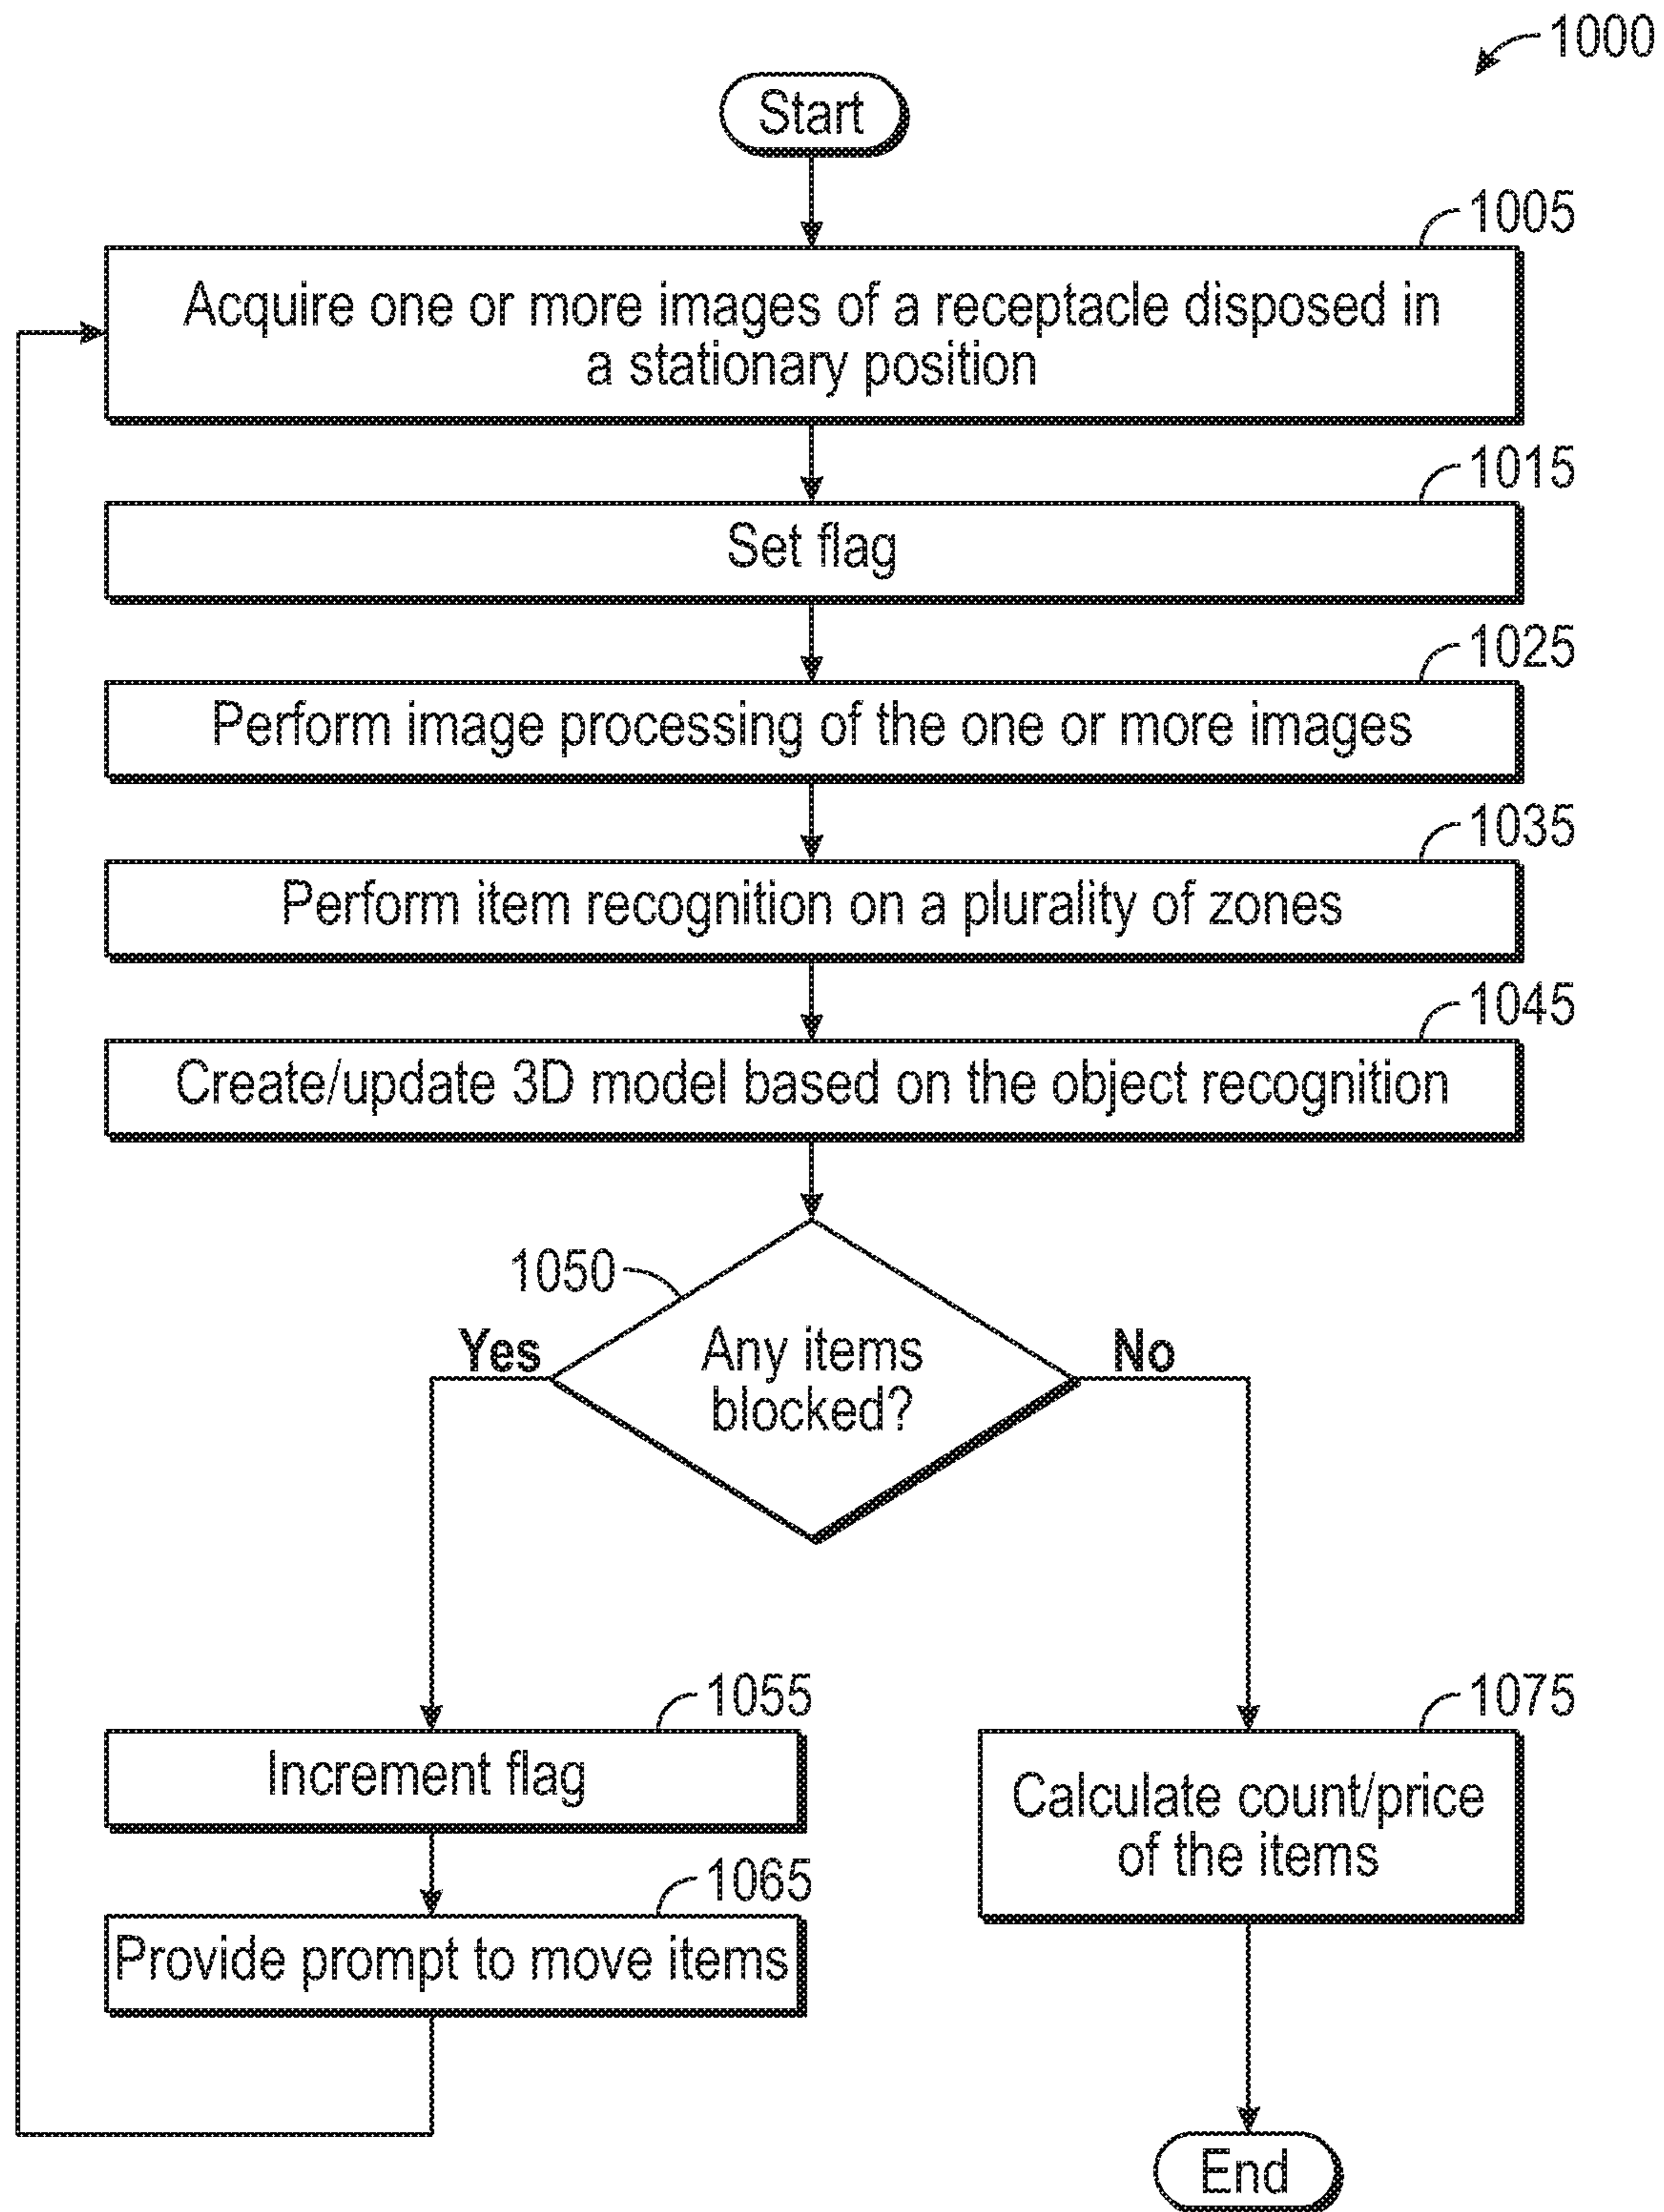 1000
Start
1005
Acquire one or more images of a receptacle disposed in
a stationary position
1015
Set flag
1025
Perform image processing of the one or more images
1035
Perform item recognition on a plurality of zones
1045
Create/update 3D model based on the object recognition
1050
Yes
Any items
blocked?
No
1055
Increment flag
1065
Provide prompt to move items
1075
Calculate count/price
of the items
End